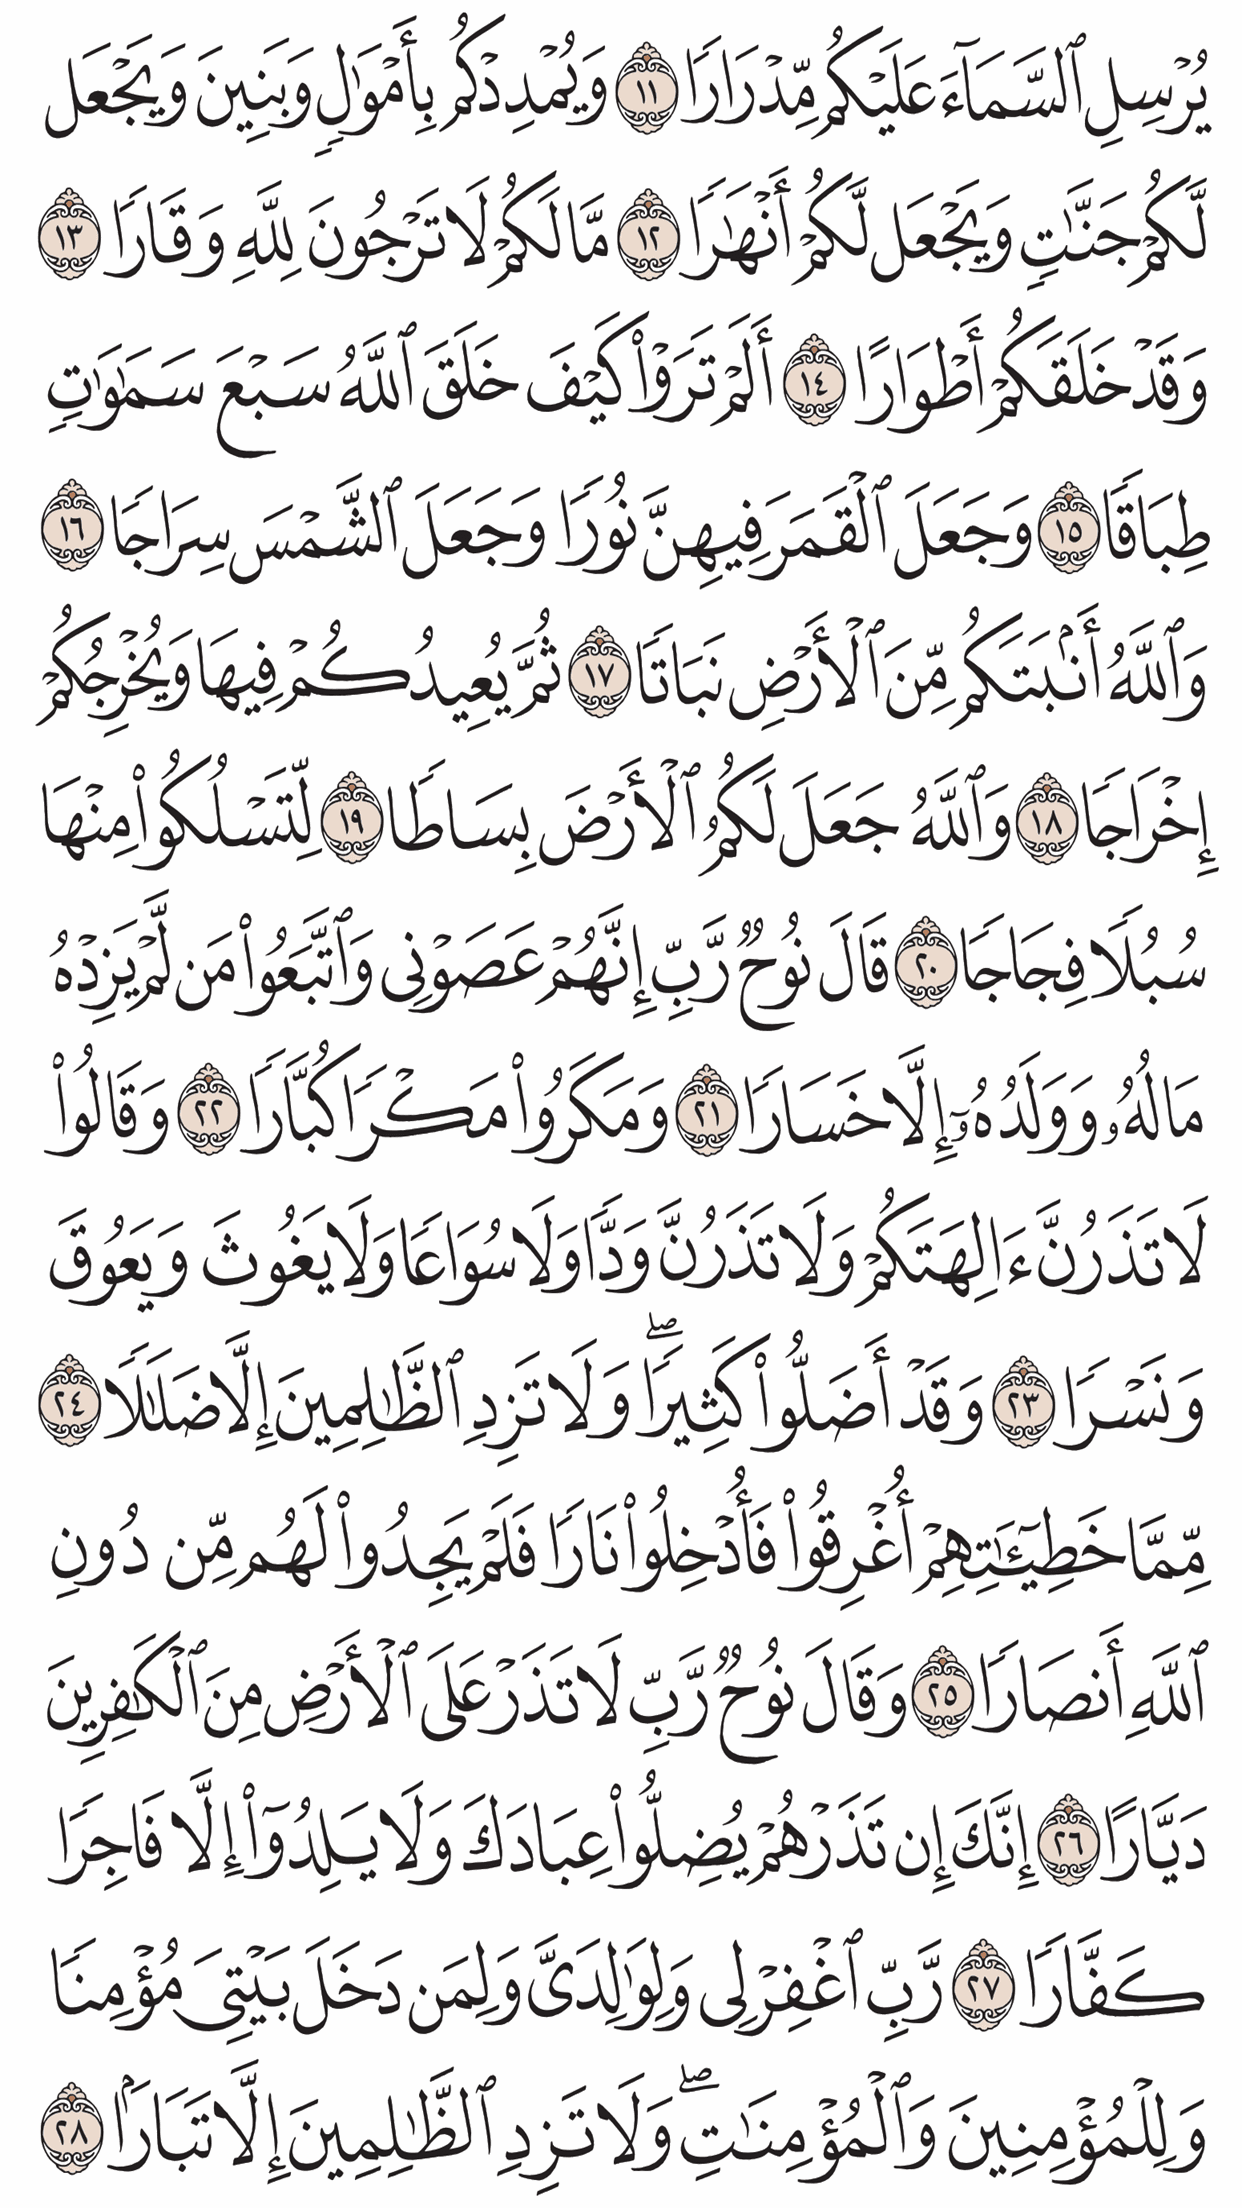 يُرْسِلِ ٱلسَّمَآءَ عَلَيْكُم مِّدْرَارًا ١١ وَيُمْدِدْكُم بِأَمْوَٰلٍ وَبَنِينَ وَيَجْعَل
لَّكُمْ جَنَّٰتٍ وَيَجْعَل لَّكُمْ أَنْهَٰرًا ١٢ مَّا لَكُمْ لَا تَرْجُونَ لِلَّهِ وَقَارًا ١٣
وَقَدْ خَلَقَكُمْ أَطْوَارًا ١٤ أَلَمْ تَرَوْا۟ كَيْفَ خَلَقَ ٱللَّهُ سَبْعَ سَمَٰوَٰتٍ
طِبَاقًا ١٥ وَجَعَلَ ٱلْقَمَرَ فِيهِنَّ نُورًا وَجَعَلَ ٱلشَّمْسَ سِرَاجًا ١٦
وَٱللَّهُ أَنۢبَتَكُم مِّنَ ٱلْأَرْضِ نَبَاتًا ١٧ ثُمَّ يُعِيدُكُمْ فِيهَا وَيُخْرِجُكُمْ
إِخْرَاجًا ١٨ وَٱللَّهُ جَعَلَ لَكُمُ ٱلْأَرْضَ بِسَاطًا ١٩ لِّتَسْلُكُوا۟ مِنْهَا
سُبُلًا فِجَاجًا ٢٠ قَالَ نُوحٌ رَّبِّ إِنَّهُمْ عَصَوْنِى وَٱتَّبَعُوا۟ مَن لَّمْ يَزِدْهُ
مَالُهُۥ وَوَلَدُهُۥٓ إِلَّا خَسَارًا ٢١ وَمَكَرُوا۟ مَكْرًا كُبَّارًا ٢٢ وَقَالُوا۟
لَا تَذَرُنَّ ءَالِهَتَكُمْ وَلَا تَذَرُنَّ وَدًّا وَلَا سُوَاعًا وَلَا يَغُوثَ وَيَعُوقَ
وَنَسْرًا ٢٣ وَقَدْ أَضَلُّوا۟ كَثِيرًا ۖ وَلَا تَزِدِ ٱلظَّٰلِمِينَ إِلَّا ضَلَٰلًا ٢٤
مِّمَّا خَطِيٓـَٰٔتِهِمْ أُغْرِقُوا۟ فَأُدْخِلُوا۟ نَارًا فَلَمْ يَجِدُوا۟ لَهُم مِّن دُونِ
ٱللَّهِ أَنصَارًا ٢٥ وَقَالَ نُوحٌ رَّبِّ لَا تَذَرْ عَلَى ٱلْأَرْضِ مِنَ ٱلْكَٰفِرِينَ
دَيَّارًا ٢٦ إِنَّكَ إِن تَذَرْهُمْ يُضِلُّوا۟ عِبَادَكَ وَلَا يَلِدُوٓا۟ إِلَّا فَاجِرًا
كَفَّارًا ٢٧ رَّبِّ ٱغْفِرْ لِى وَلِوَٰلِدَىَّ وَلِمَن دَخَلَ بَيْتِىَ مُؤْمِنًا
وَلِلْمُؤْمِنِينَ وَٱلْمُؤْمِنَٰتِ ۖ وَلَا تَزِدِ ٱلظَّٰلِمِينَ إِلَّا تَبَارًۢا ٢٨